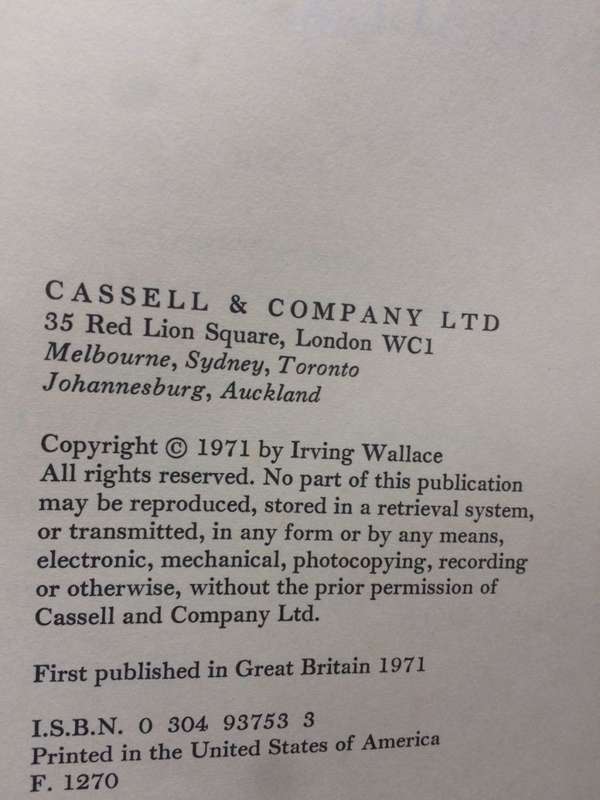 CASSELL & COMPANY LTD
35 Red Lion Square, London WC1
Melbourne, Sydney, Toronto
Johannesburg, Auckland
Copyright © 1971 by Irving Wallace
All rights reserved. No part of this publication
may be reproduced, stored in a retrieval system,
or transmitted, in any form or by any means,
electronic, mechanical, photocopying, recording
or otherwise, without the prior permission of
Cassell and Company Ltd.
First published in Great Britain 1971
I.S.B.N. 0 304 93753 3
Printed in the United States of America
F. 1270